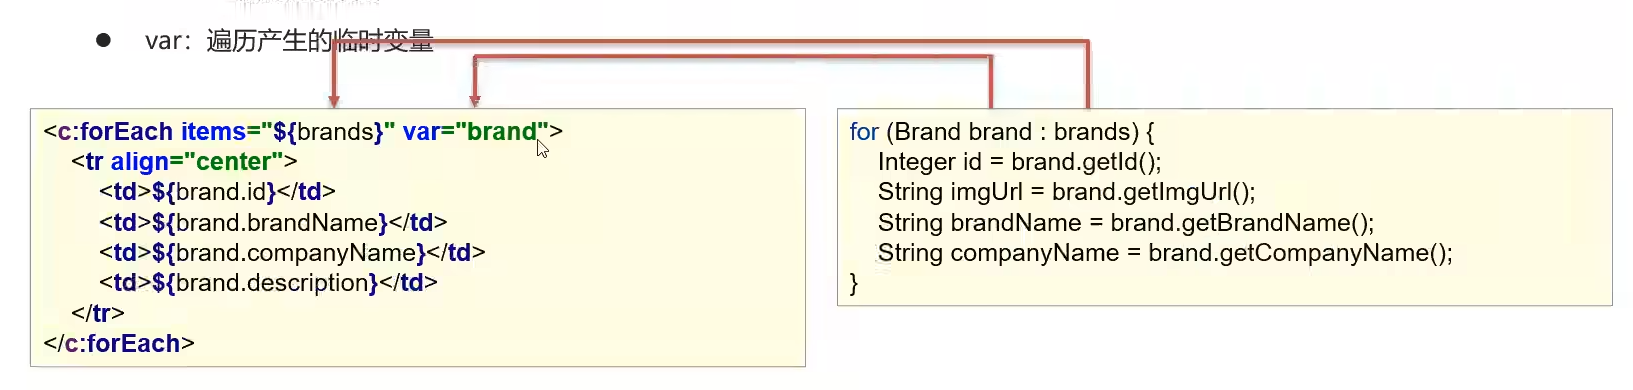 ● var：遍历产生的临时变量
<c:forEach items="${brands}" var="brand">
<tr align="center">
<td>${brand.id}</td>
<td>${brand.brandName}</td>
<td>${brand.companyName}</td>
<td>${brand.description}</td>
</tr>
</c:forEach>
for (Brand brand : brands) {
Integer id = brand.getId();
String imgUrl = brand.getImgUrl();
String brandName = brand.getBrandName();
String companyName = brand.getCompanyName();
}